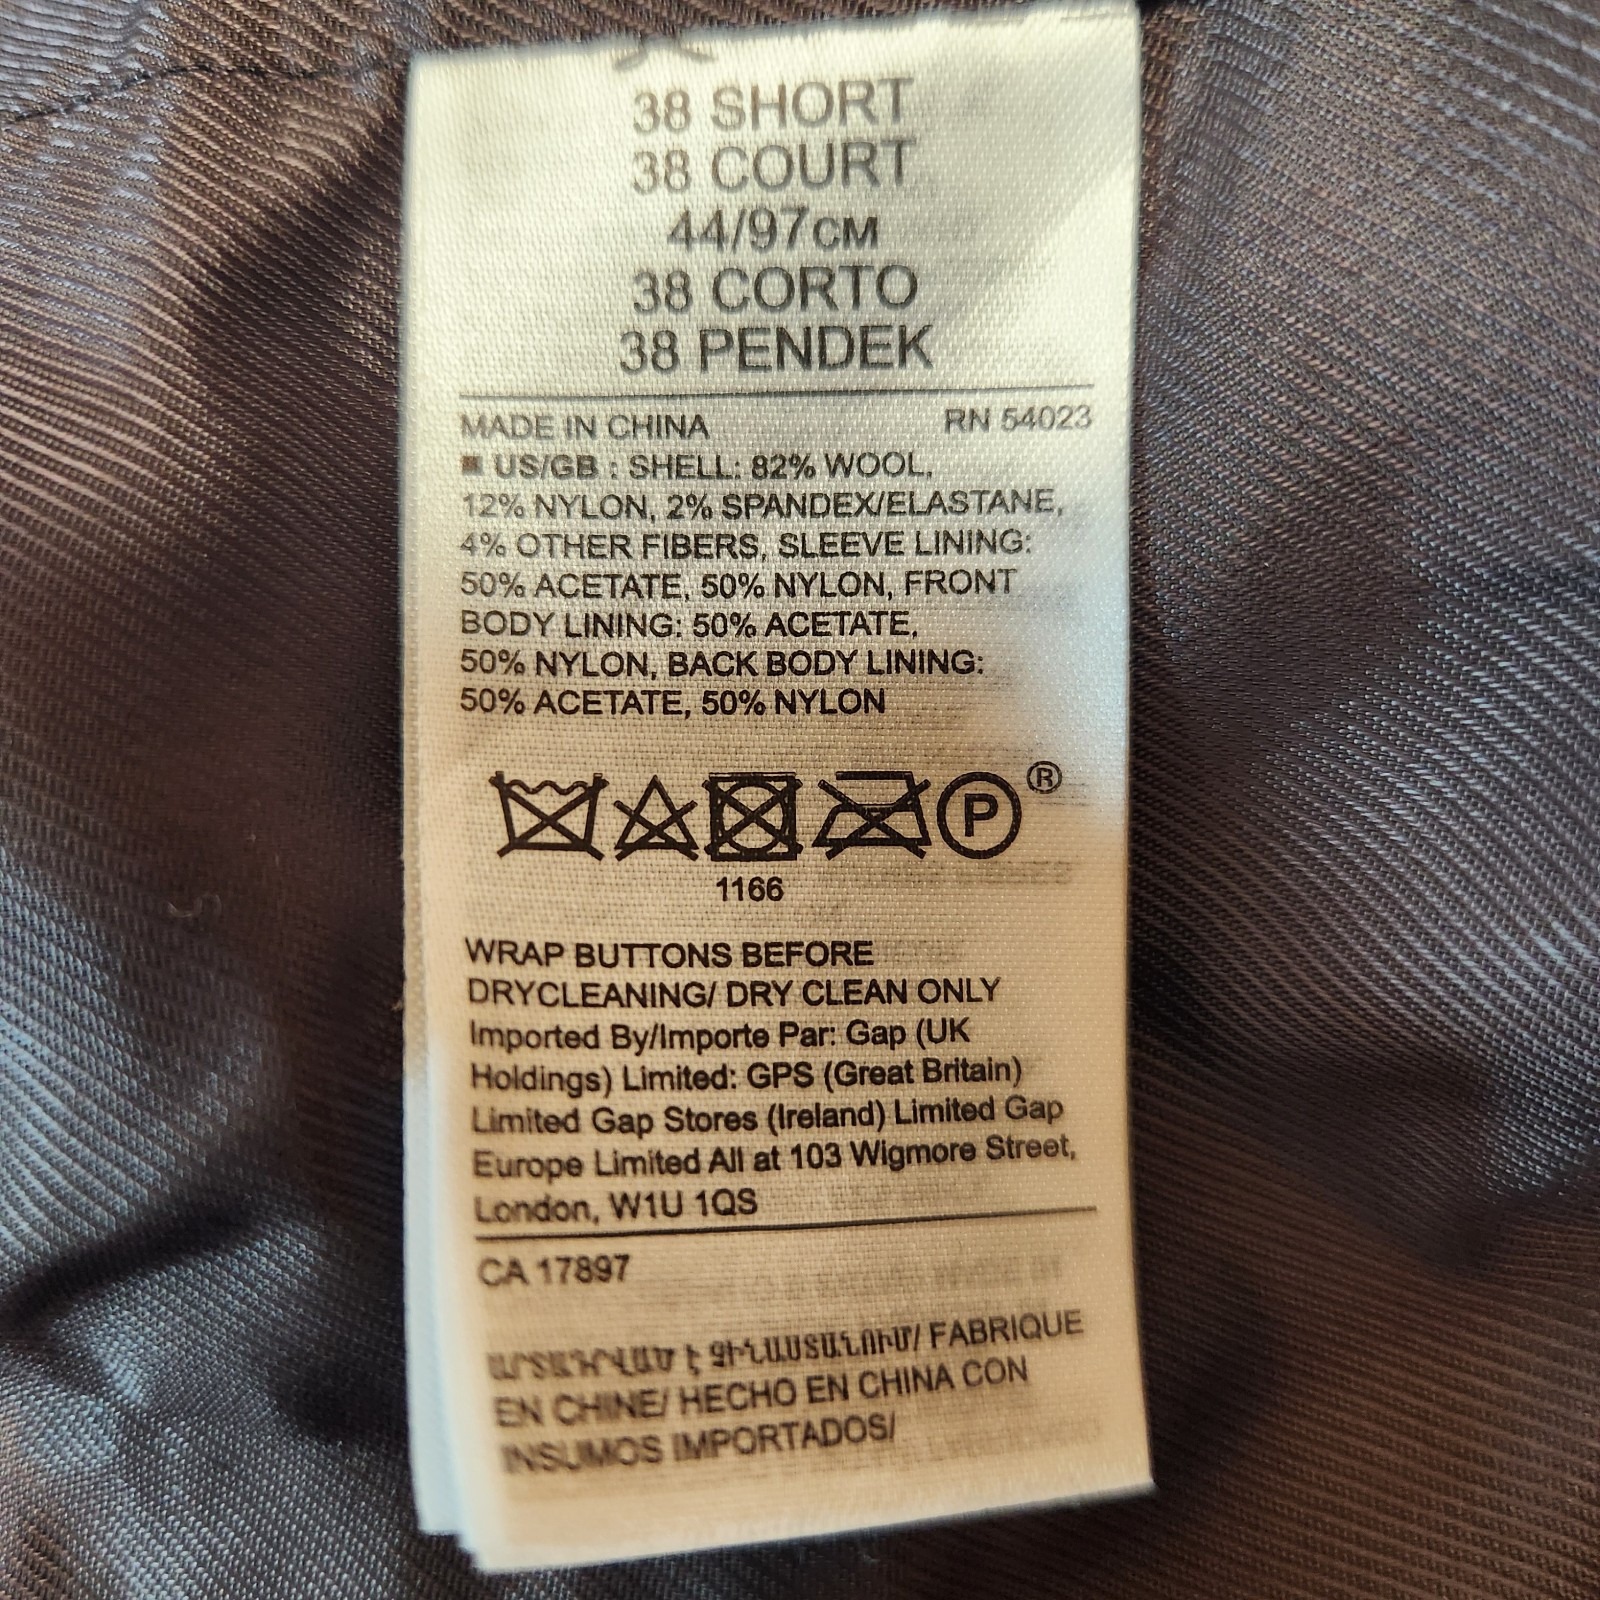 38 SHORT
38 COURT
44/97CM
38 CORTO
38 PENDEK
MADE IN CHINA RN 54023
US/GB : SHELL: 82% WOOL,
12% NYLON, 2% SPANDEX/ELASTANE,
4% OTHER FIBERS, SLEEVE LINING:
50% ACETATE, 50% NYLON, FRONT
BODY LINING: 50% ACETATE,
50% NYLON, BACK BODY LINING:
50% ACETATE, 50% NYLON
P ®
1166
WRAP BUTTONS BEFORE
DRYCLEANING/ DRY CLEAN ONLY
Imported By/Importe Par: Gap (UK
Holdings) Limited: GPS (Great Britain)
Limited Gap Stores (Ireland) Limited Gap
Europe Limited All at 103 Wigmore Street,
London, W1U 1QS
CA 17897
ԱՐՏԱԴՐՎԱԾ Է ՉԻՆԱՍՏԱՆՈՒՄ/ FABRIQUE
EN CHINE/ HECHO EN CHINA CON
INSUMOS IMPORTADOS/